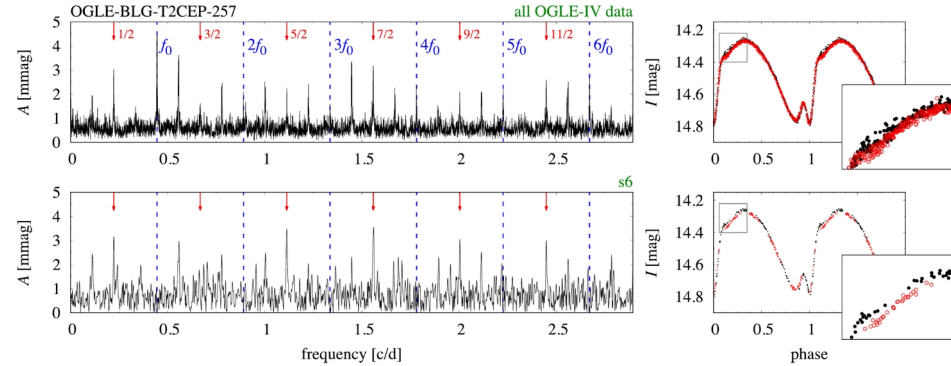 OGLE-BLG-T2CEP-257 all OGLE-IV data
A [mmag]
5
4
3
2
1
0
1/2 f0 3/2 2f0 5/2 3f0 7/2 4f0 9/2 5f0 11/2 6f0
0 0.5 1 1.5 2 2.5
I [mag]
14.2
14.4
14.6
14.8
0 1
s6
A [mmag]
5
4
3
2
1
0
0 0.5 1 1.5 2 2.5
frequency [c/d]
I [mag]
14.2
14.4
14.6
14.8
0 1
phase